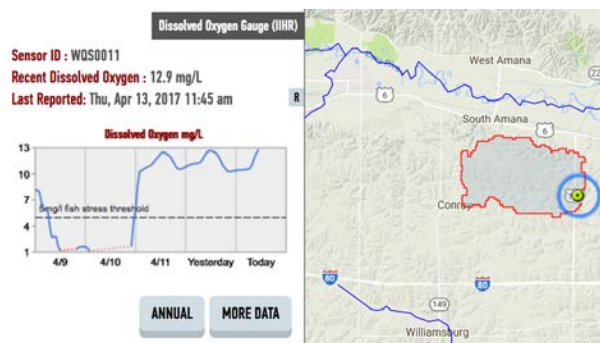 Dissolved Oxygen Gauge (IIHR)
Sensor ID : WQS0011
Recent Dissolved Oxygen : 12.9 mg/L
Last Reported: Thu, Apr 13, 2017 11:45 am
R
Dissolved Oxygen mg/L
13
10
7
5mg/l fish stress threshold
4
1
4/9 4/10 4/11 Yesterday Today
ANNUAL MORE DATA
West Amana
6
South Amana
6
80
80
149
Williamsburg